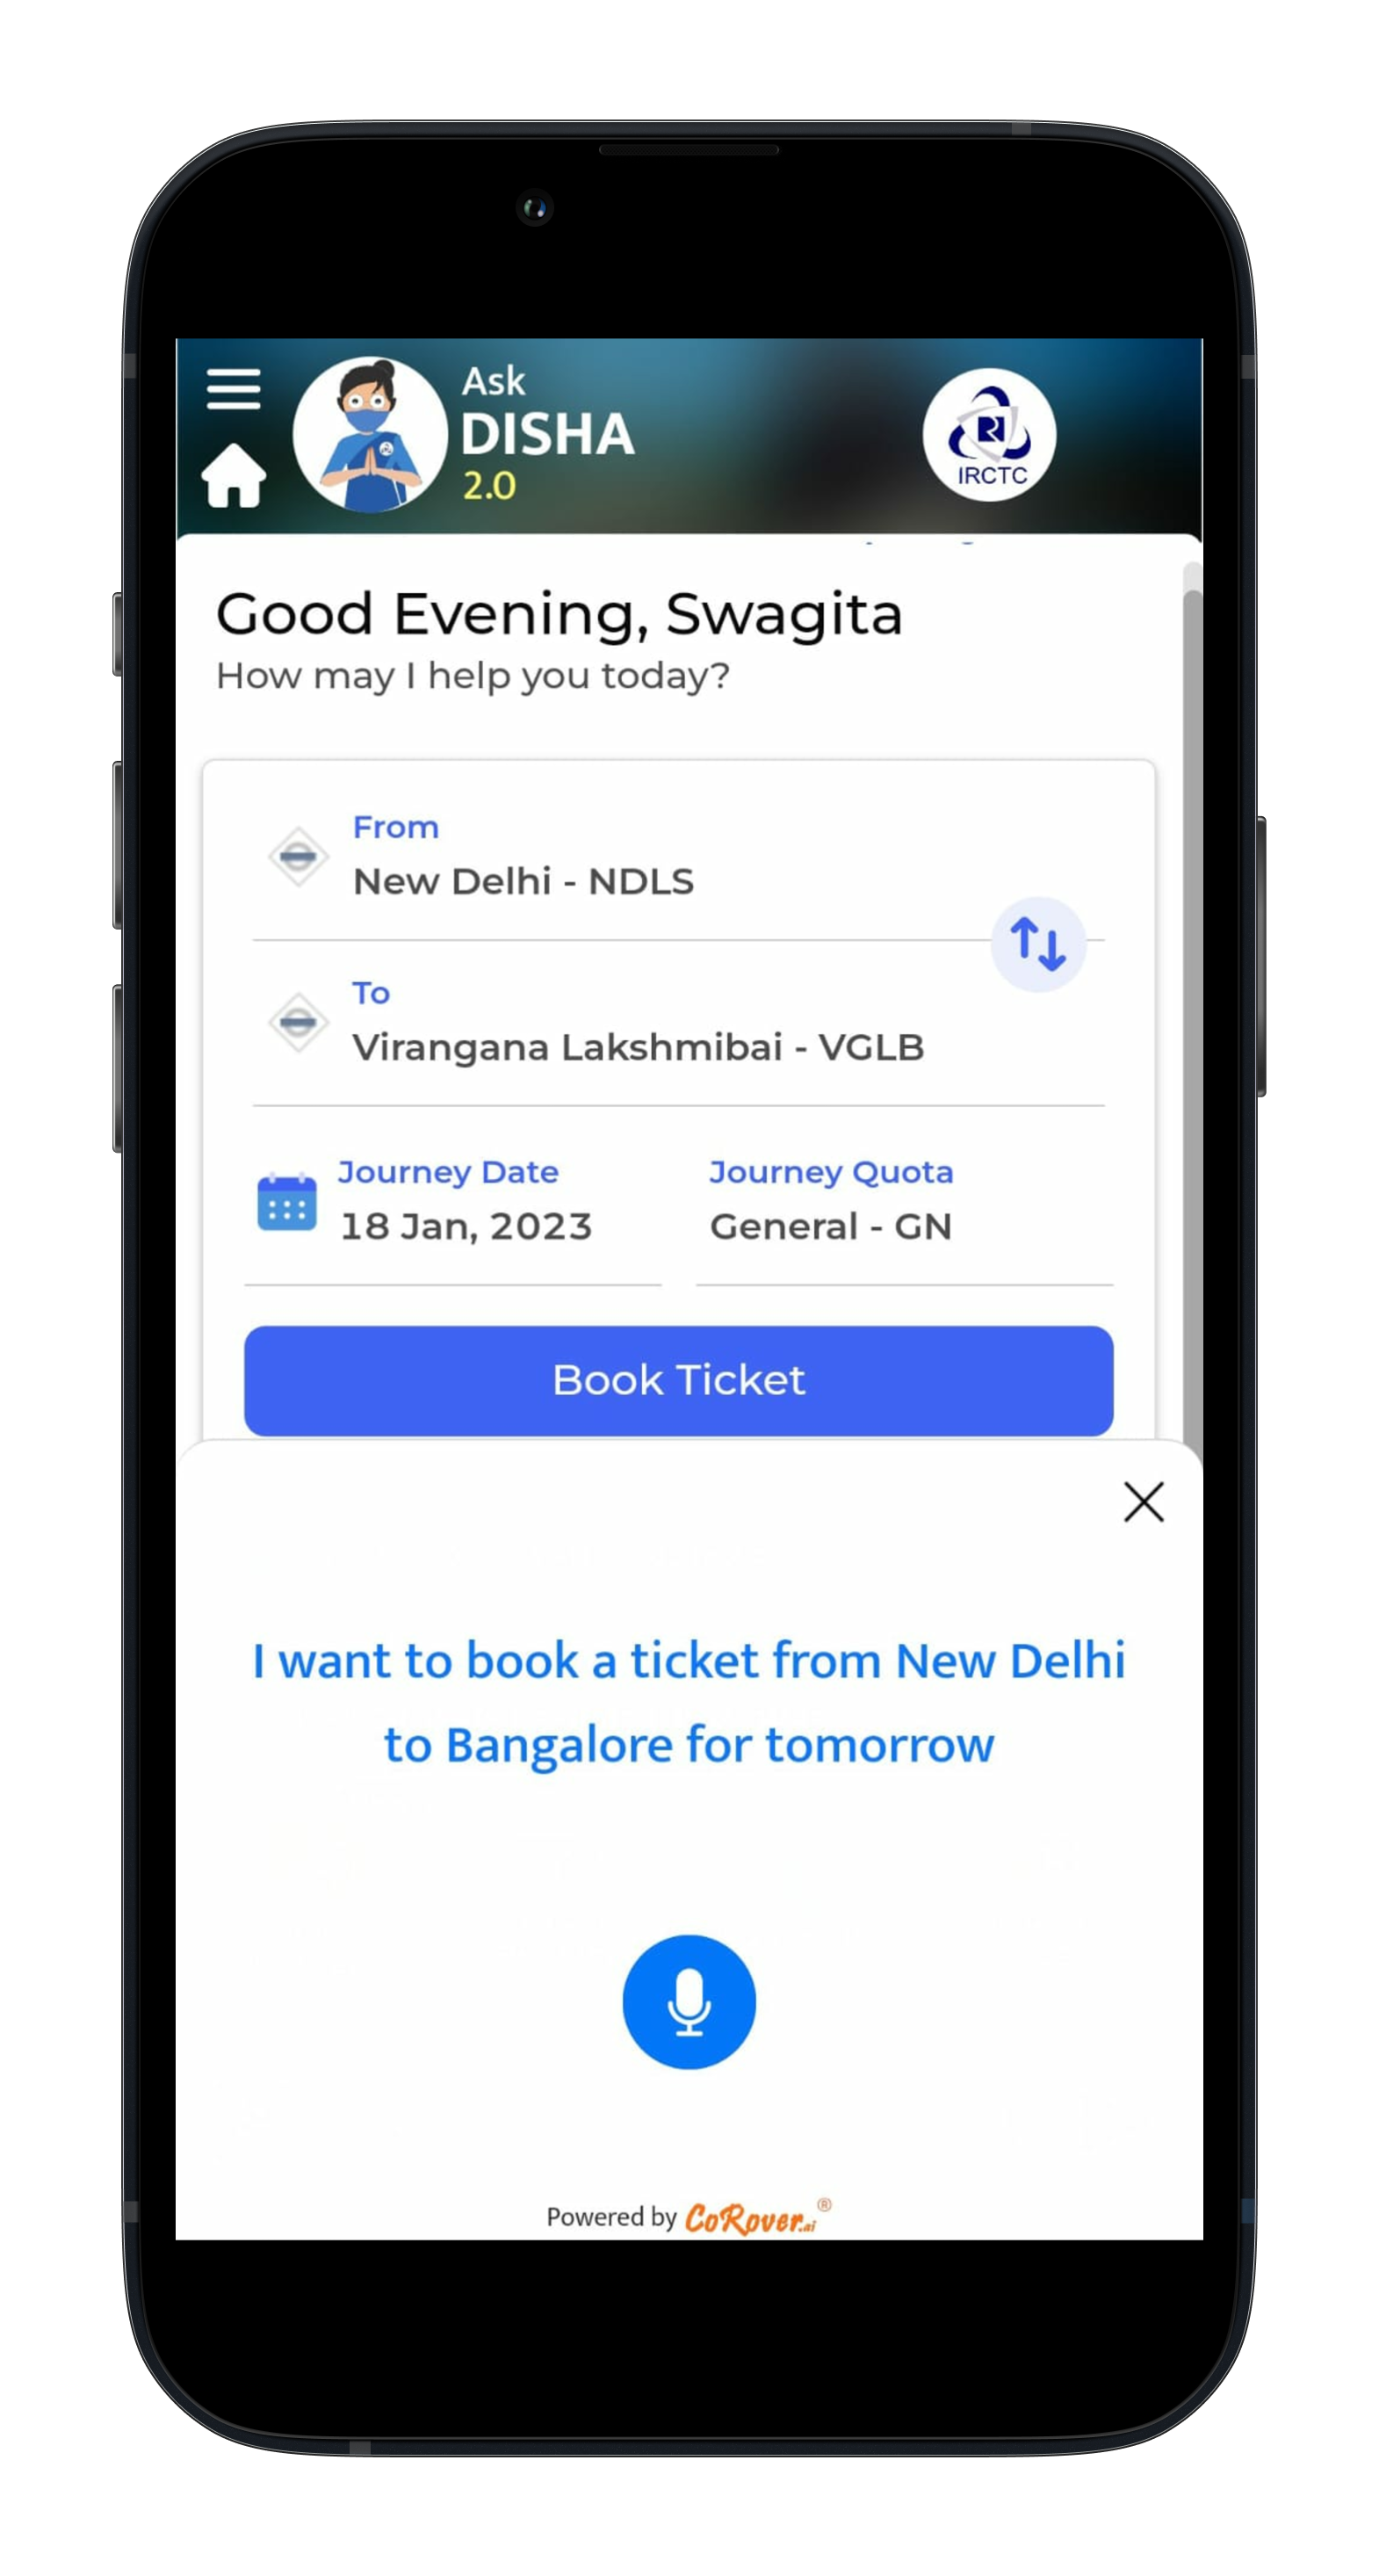 Ask
DISHA
2.0
IRCTC
Good Evening, Swagita
How may I help you today?
From
New Delhi - NDLS
To
Virangana Lakshmibai - VGLB
Journey Date
Journey Quota
18 Jan, 2023
General - GN
Book Ticket
I want to book a ticket from New Delhi
to Bangalore for tomorrow
Powered by CoRover.ai®